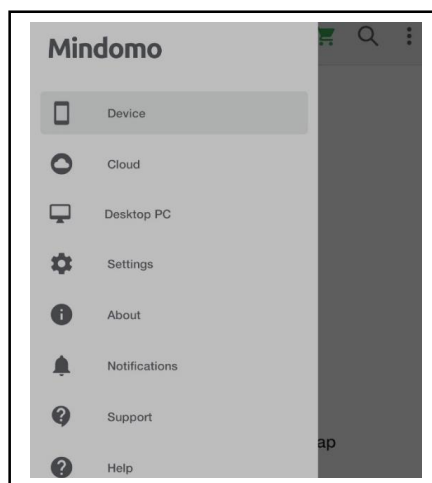 Mindomo
Device
Cloud
Desktop PC
Settings
About
Notifications
Support
ap
Help